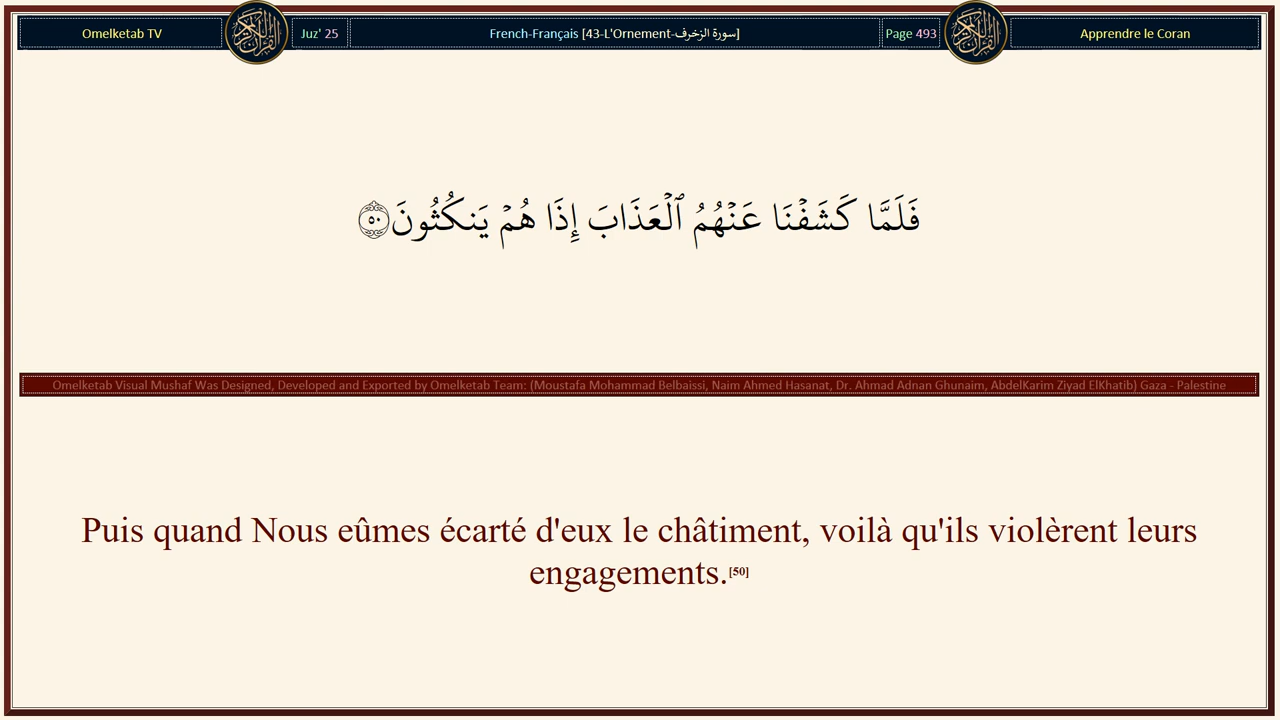 Omelketab TV
Juz' 25
French-Français [43-L'Ornement-سورة الزخرف]
Page 493
Apprendre le Coran
فَلَمَّا كَشَفۡنَا عَنۡهُمُ ٱلۡعَذَابَ إِذَا هُمۡ يَنكُثُونَ ٥٠
Omelketab Visual Mushaf Was Designed, Developed and Exported by Omelketab Team: (Moustafa Mohammad Belbaissi, Naim Ahmed Hasanat, Dr. Ahmad Adnan Ghunaim, AbdelKarim Ziyad ElKhatib) Gaza - Palestine
Puis quand Nous eûmes écarté d'eux le châtiment, voilà qu'ils violèrent leurs
engagements.[50]